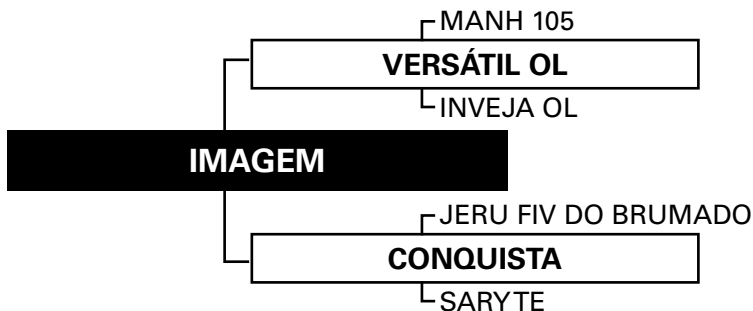 MANH 105
VERSÁTIL OL
INVEJA OL
IMAGEM
JERU FIV DO BRUMADO
CONQUISTA
SARYTE